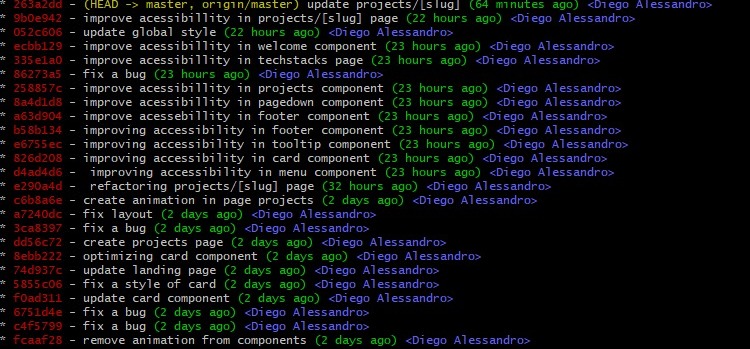 * 263a2dd - (HEAD -> master, origin/master) update projects/[slug] (64 minutes ago) <Diego Alessandro>
* 9b0e942 - improve acessibillity in projects/[slug] page (22 hours ago) <Diego Alessandro>
* 052c606 - update global style (22 hours ago) <Diego Alessandro>
* ecbb129 - improve acessibility in welcome component (23 hours ago) <Diego Alessandro>
* 335e1a0 - improve acessibility in techstacks page (23 hours ago) <Diego Alessandro>
* 86273a5 - fix a bug (23 hours ago) <Diego Alessandro>
* 258857c - improve acessibility in projects component (23 hours ago) <Diego Alessandro>
* 8a4d1d8 - improve acessibility in pagedown component (23 hours ago) <Diego Alessandro>
* a63d904 - improve acessebillity in footer component (23 hours ago) <Diego Alessandro>
* b58b134 - improving accessibility in footer component (23 hours ago) <Diego Alessandro>
* e6755ec - improving accessibility in tooltip component (23 hours ago) <Diego Alessandro>
* 826d208 - improving accessibility in card component (23 hours ago) <Diego Alessandro>
* d4ad4d6 -  improving accessibility in menu component (23 hours ago) <Diego Alessandro>
* e290a4d -  refactoring projects/[slug] page (32 hours ago) <Diego Alessandro>
* c6b8a6e - create animation in page projects (2 days ago) <Diego Alessandro>
* a7240dc - fix layout (2 days ago) <Diego Alessandro>
* 3ca8397 - fix a bug (2 days ago) <Diego Alessandro>
* dd56c72 - create projects page (2 days ago) <Diego Alessandro>
* 8ebb222 - optimizing card component (2 days ago) <Diego Alessandro>
* 74d937c - update landing page (2 days ago) <Diego Alessandro>
* 5855c06 - fix a style of card (2 days ago) <Diego Alessandro>
* f0ad311 - update card component (2 days ago) <Diego Alessandro>
* 6751d4e - fix a bug (2 days ago) <Diego Alessandro>
* c4f5799 - fix a bug (2 days ago) <Diego Alessandro>
* fcaaf28 - remove animation from components (2 days ago) <Diego Alessandro>